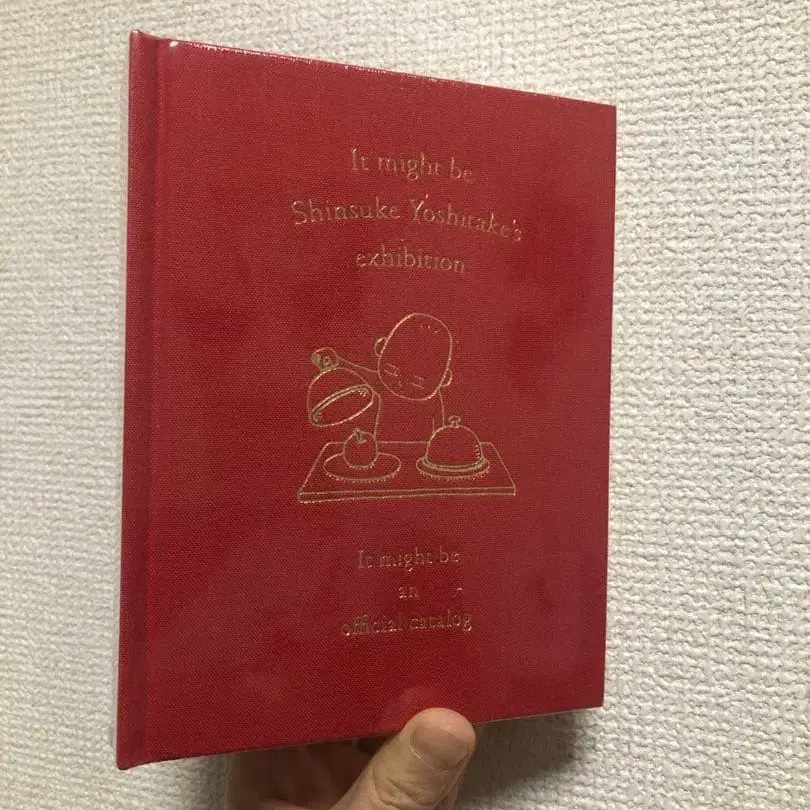 It might be
Shinsuke Yoshitake's
exhibition
It might be
an
official catalog